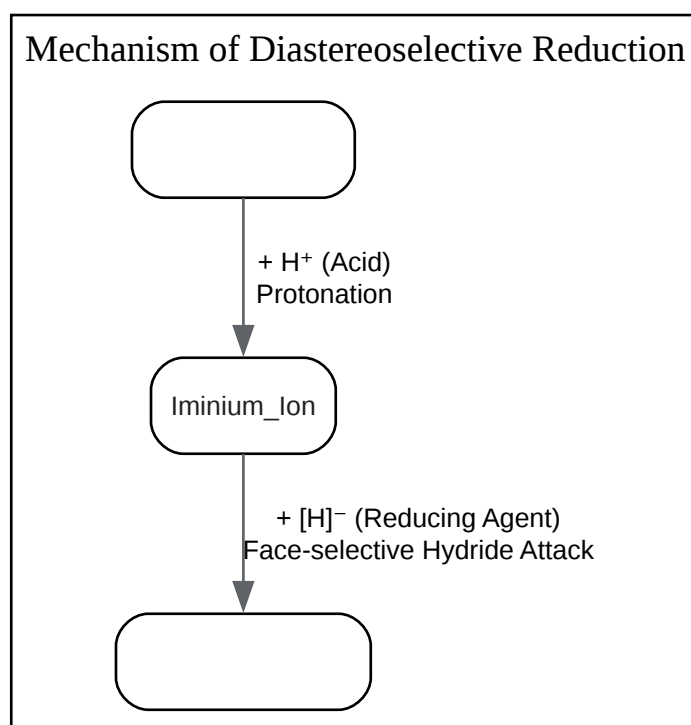 Mechanism of Diastereoselective Reduction
+ H⁺ (Acid)
Protonation
Iminium_Ion
+ [H]⁻ (Reducing Agent)
Face-selective Hydride Attack